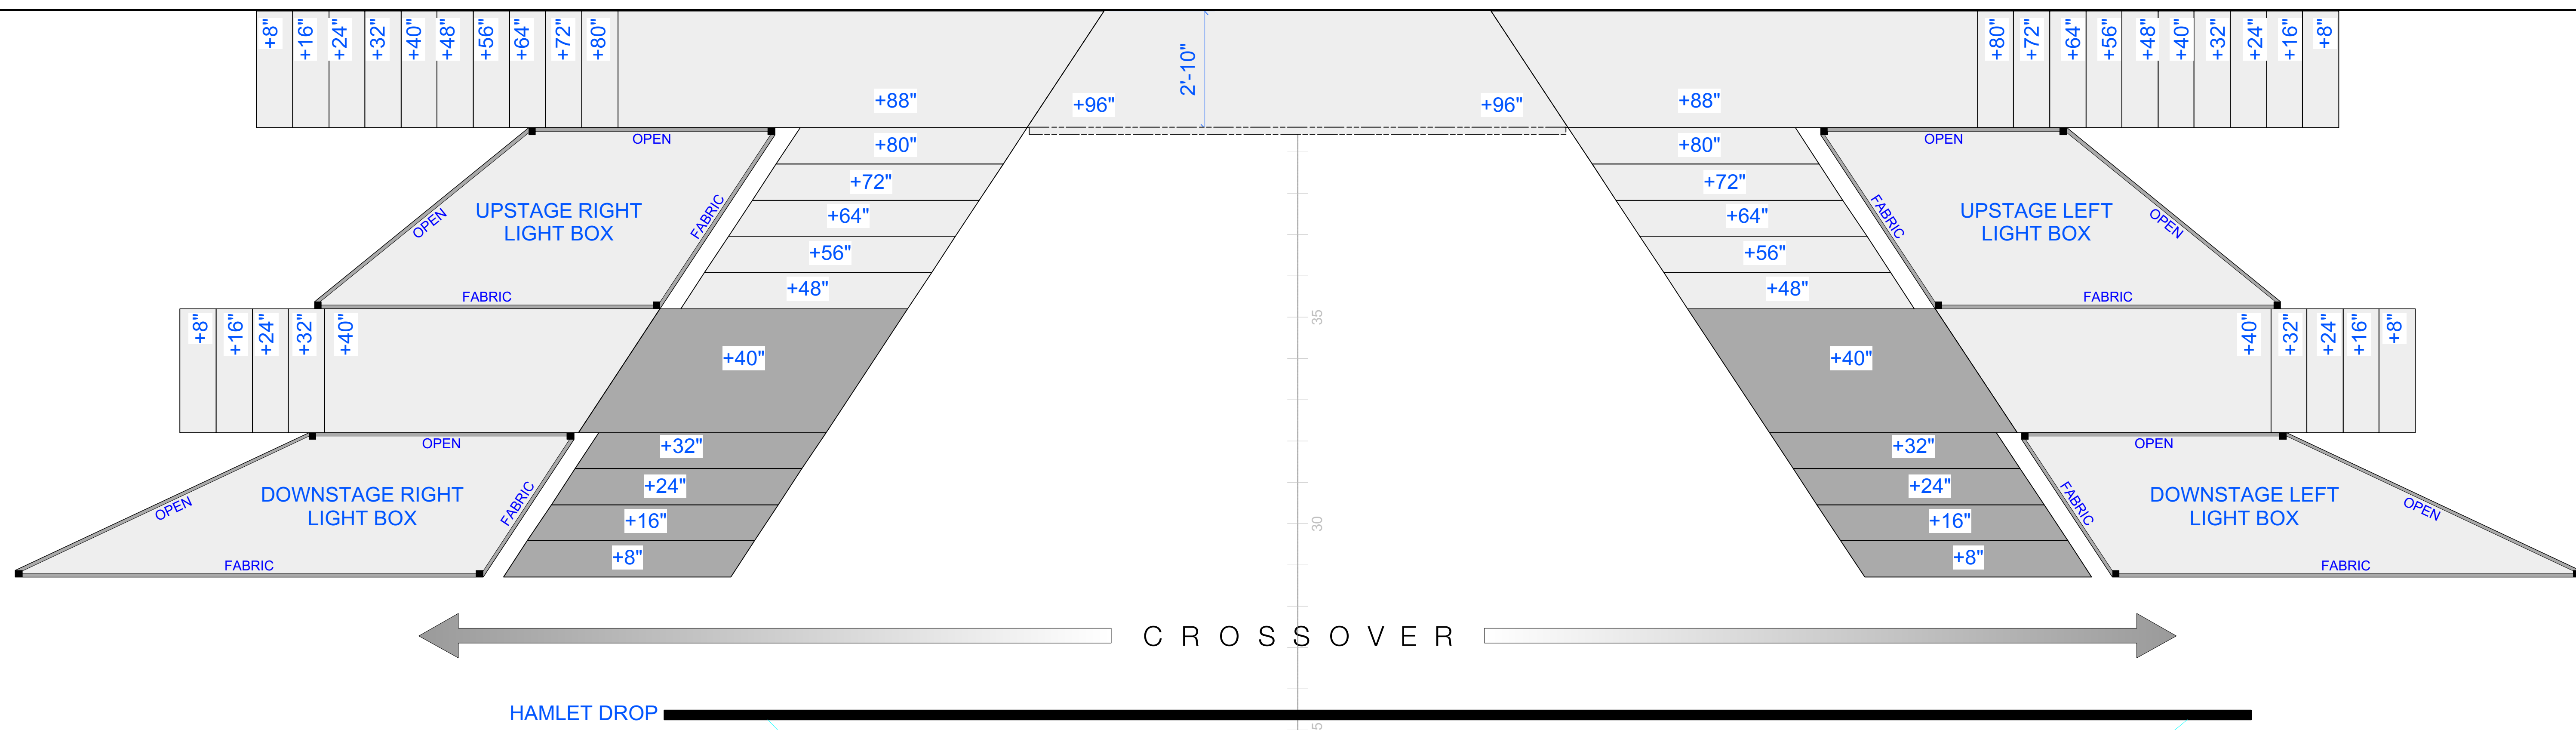 +8" +16" +24" +32" +40" +48" +56" +64" +72" +80"
2'-10"
+80" +72" +64" +56" +48" +40" +32" +24" +16" +8"
+88" +96" +96" +88"
OPEN +80" +80" OPEN
+72" +72"
UPSTAGE RIGHT
LIGHT BOX
OPEN
FABRIC
+64" +64"
FABRIC
UPSTAGE LEFT
LIGHT BOX
OPEN
+56" +56"
FABRIC +48" +48" FABRIC
+8" +16" +24" +32" +40"
35
+40" +32" +24" +16" +8"
+40" +40"
OPEN +32" +32" OPEN
DOWNSTAGE RIGHT
LIGHT BOX
OPEN
FABRIC
+24" +24"
FABRIC
DOWNSTAGE LEFT
LIGHT BOX
OPEN
+16" 30 +16"
FABRIC +8" +8" FABRIC
CROSSOVER
HAMLET DROP
5